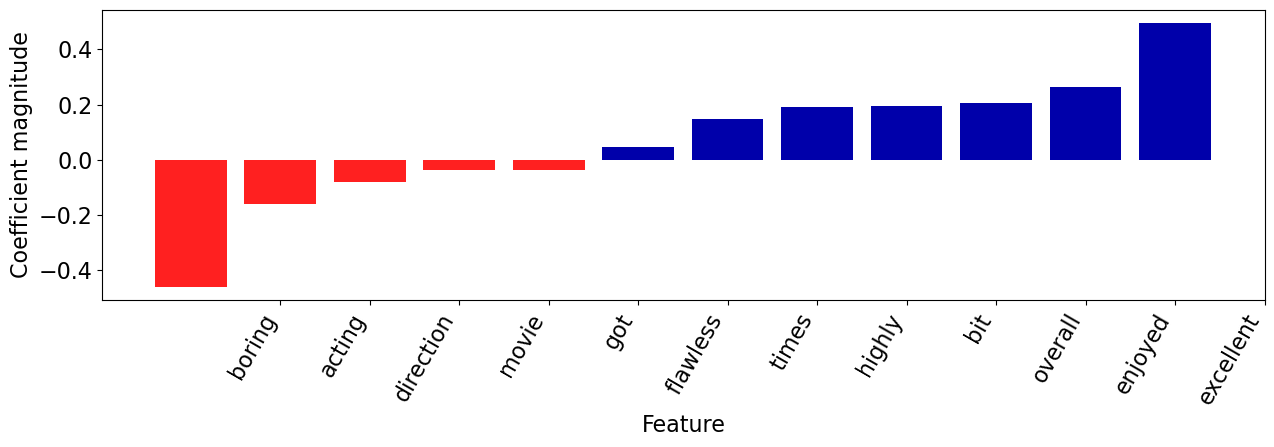 Coefficient magnitude
0.4
0.2
0.0
−0.2
−0.4
boring
acting
direction
movie
got
flawless
times
highly
bit
overall
enjoyed
excellent
Feature